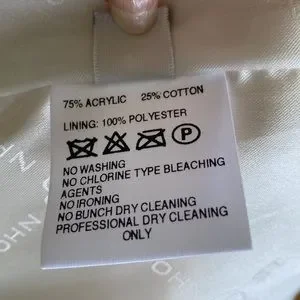 75% ACRYLIC 25% COTTON
LINING: 100% POLYESTER
P
NO WASHING
NO CHLORINE TYPE BLEACHING
AGENTS
NO IRONING
NO BUNCH DRY CLEANING
PROFESSIONAL DRY CLEANING
ONLY
OHN